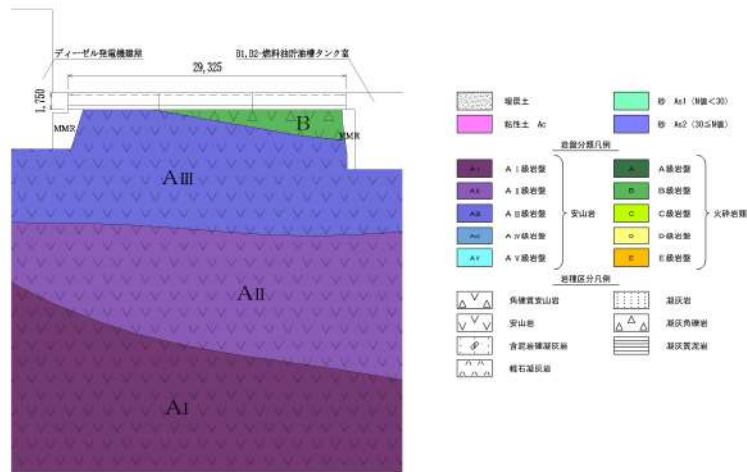 ディーゼル発電機建屋
B1,B2-燃料油貯油槽タンク室
29,325
1,750
MMR
B
MMR
AⅢ
AⅡ
AⅠ
埋戻土
砂 As1 (N値<30)
粘性土 Ac
砂 As2 (30≦N値)
岩盤分類凡例
AⅠ AⅠ級岩盤
A A級岩盤
AⅡ AⅡ級岩盤
B B級岩盤
AⅢ AⅢ級岩盤
安山岩
C C級岩盤
火砕岩類
AⅣ AⅣ級岩盤
D D級岩盤
AⅤ AⅤ級岩盤
E E級岩盤
岩種区分凡例
角礫質安山岩
凝灰岩
安山岩
凝灰角礫岩
含泥岩礫凝灰岩
凝灰質泥岩
軽石凝灰岩